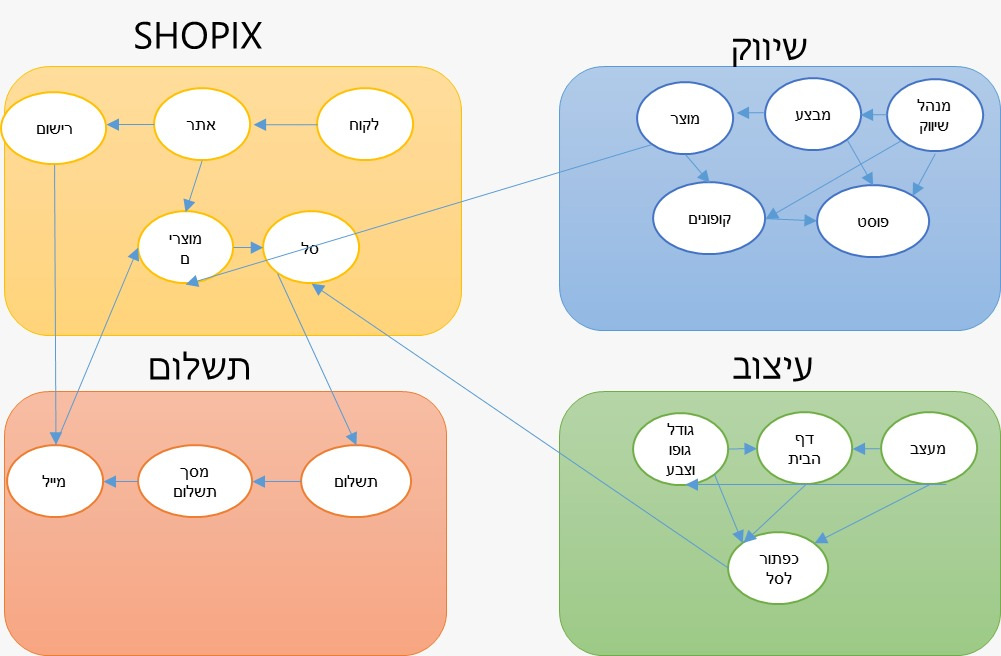 SHOPIX
לקוח
אתר
רישום
מוצרי
ם
סל
שיווק
מנהל
שיווק
מבצע
מוצר
קופונים
פוסט
תשלום
תשלום
מסך
תשלום
מייל
עיצוב
מעצב
דף
הבית
גודל
גופו
וצבע
כפתור
לסל